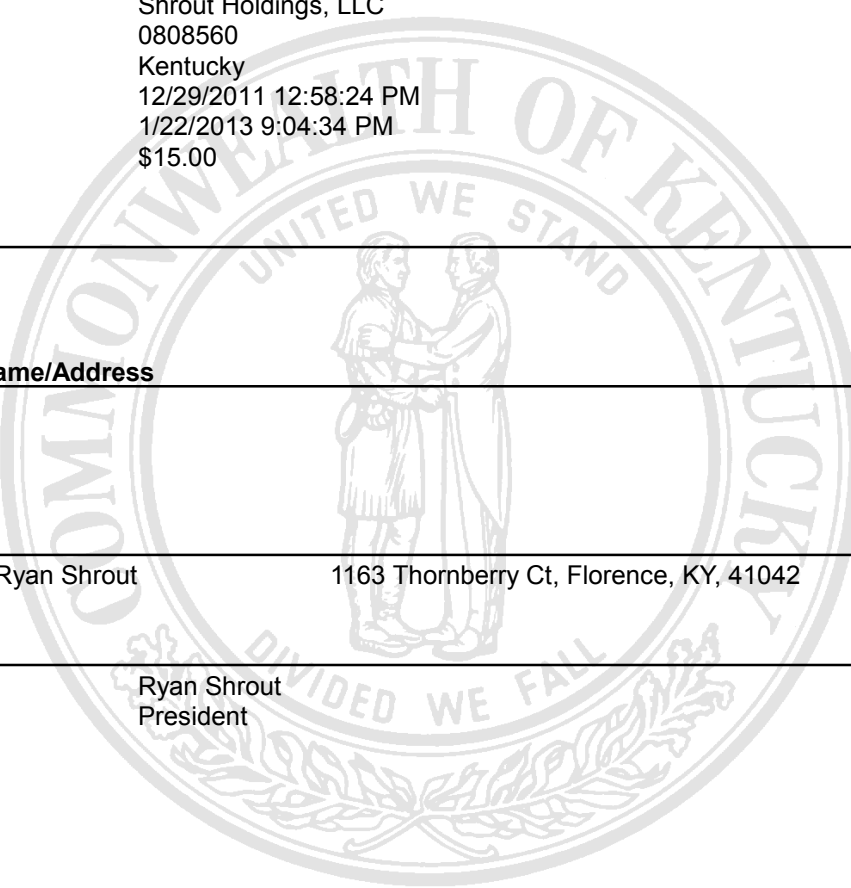 Shrout Holdings, LLC
0808560
Kentucky
12/29/2011 12:58:24 PM
1/22/2013 9:04:34 PM
$15.00
COMMONWEALTH OF KENTUCKY
UNITED WE STAND
ame/Address
Ryan Shrout 1163 Thornberry Ct, Florence, KY, 41042
DIVIDED WE FALL
Ryan Shrout
President